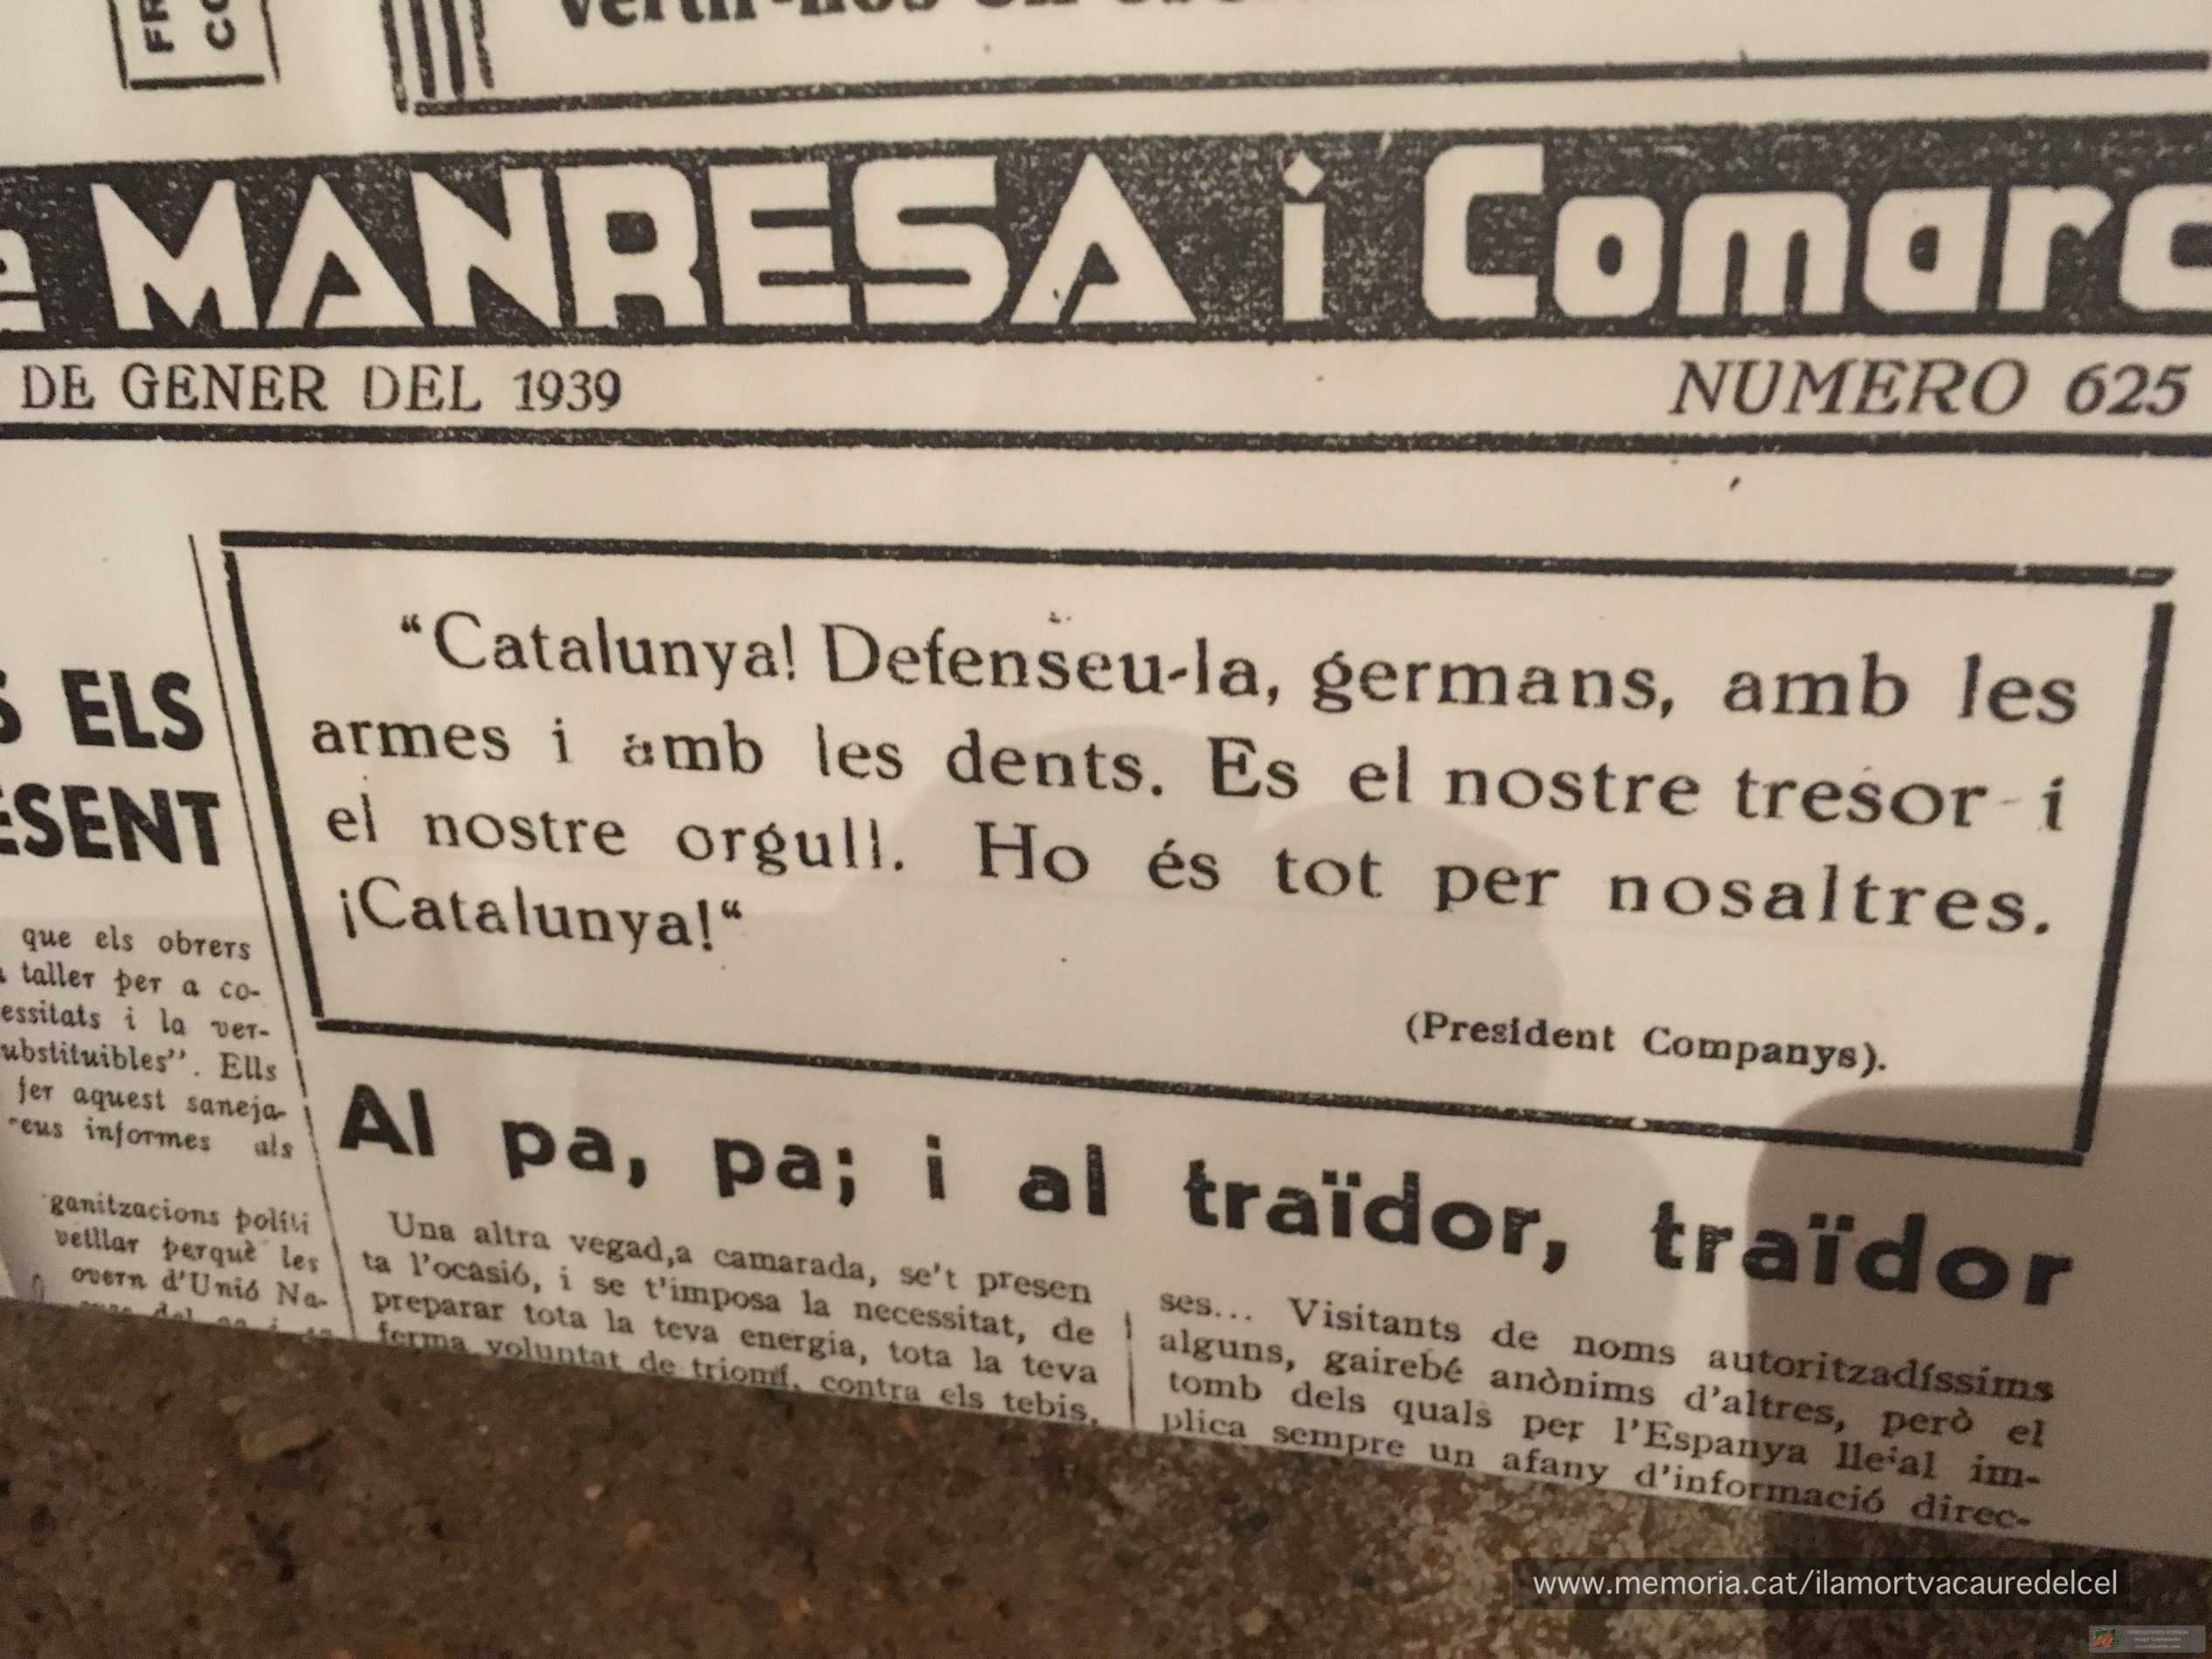 FR
CO
e MANRESA i Comarc
DE GENER DEL 1939
NUMERO 625
S ELS
ESENT
"Catalunya! Defenseu-la, germans, amb les
armes i amb les dents. Es el nostre tresor i
el nostre orgull. Ho és tot per nosaltres.
¡Catalunya!"
(President Companys).
que els obrers
taller per a co-
essitats i la ver-
ubstituibles". Ells
fer aquest saneja-
eus informes als
ganitzacions políti
vetllar perquè les
overn d'Unió Na-
Al pa, pa; i al traïdor, traïdor
Una altra vegad,a camarada, se't presen
ta l'ocasió, i se t'imposa la necessitat, de
preparar tota la teva energia, tota la teva
ferma voluntat de triomf, contra els tebis,
ses... Visitants de noms autoritzadíssims
alguns, gairebé anònims d'altres, però el
tomb dels quals per l'Espanya lleial im-
plica sempre un afany d'informació direc-
www.memoria.cat/ilamortvacauredelcel